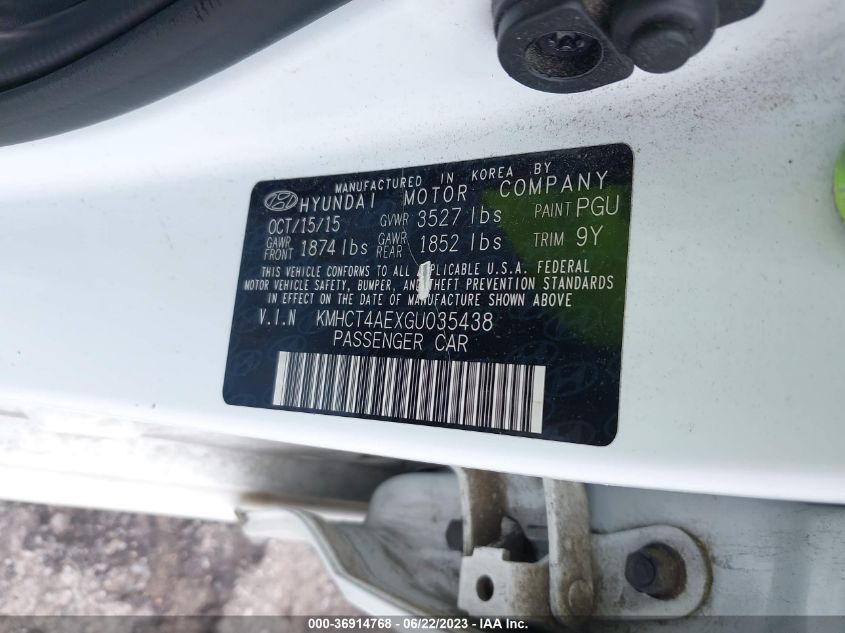 MANUFACTURED IN KOREA BY
HYUNDAI MOTOR COMPANY
OCT/15/15 GVWR 3527 lbs PAINT PGU
GAWR FRONT 1874 lbs GAWR REAR 1852 lbs TRIM 9Y
THIS VEHICLE CONFORMS TO ALL APPLICABLE U.S.A. FEDERAL
MOTOR VEHICLE SAFETY, BUMPER, AND THEFT PREVENTION STANDARDS
IN EFFECT ON THE DATE OF MANUFACTURE SHOWN ABOVE
V.I.N KMHCT4AEXGU035438
PASSENGER CAR
000-36914768 - 06/22/2023 - IAA Inc.